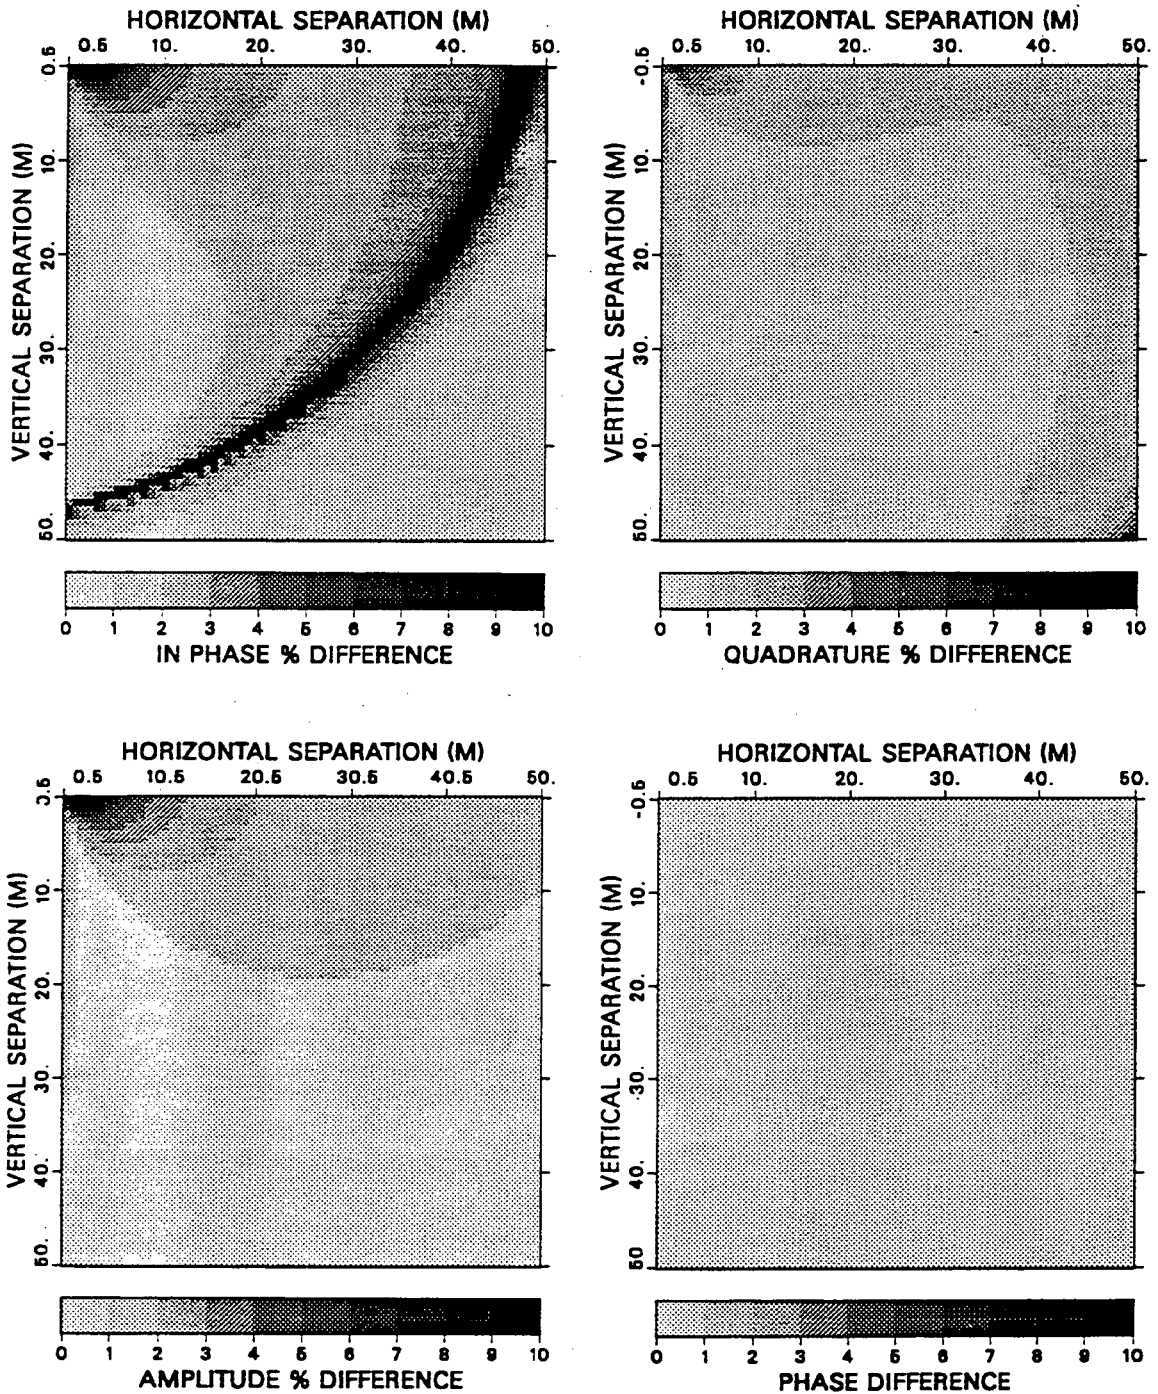 HORIZONTAL SEPARATION (M)
0.5 10. 20. 30. 40. 50.
VERTICAL SEPARATION (M)
-0.5
10.
20.
30.
40.
50.
0 1 2 3 4 5 6 7 8 9 10
IN PHASE % DIFFERENCE
HORIZONTAL SEPARATION (M)
0.5 10. 20. 30. 40. 50.
VERTICAL SEPARATION (M)
-0.5
10.
20.
30.
40.
50.
0 1 2 3 4 5 6 7 8 9 10
QUADRATURE % DIFFERENCE
HORIZONTAL SEPARATION (M)
0.5 10.5 20.5 30.5 40.5 50.
VERTICAL SEPARATION (M)
0.5
10.
20.
30.
40.
50.
0 1 2 3 4 5 6 7 8 9 10
AMPLITUDE % DIFFERENCE
HORIZONTAL SEPARATION (M)
0.5 10. 20. 30. 40. 50.
VERTICAL SEPARATION (M)
-0.5
10.
20.
30.
40.
50
0 1 2 3 4 5 6 7 8 9 10
PHASE DIFFERENCE